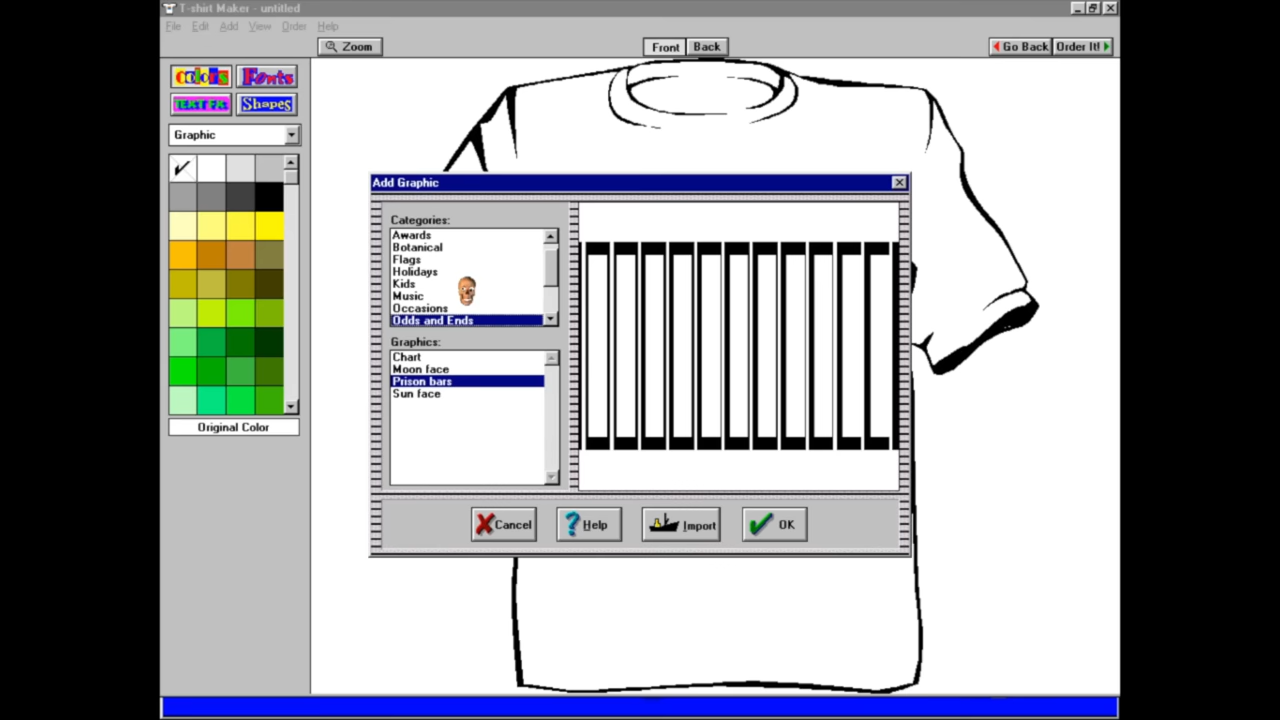 T-shirt Maker - untitled
File Edit Add View Order Help
Zoom
Front Back
Go Back Order It!
Colors Fonts
TEXT FX Shapes
Graphic
Original Color
Add Graphic
Categories:
Awards
Botanical
Flags
Holidays
Kids
Music
Occasions
Odds and Ends
Graphics:
Chart
Moon face
Prison bars
Sun face
Cancel Help Import OK